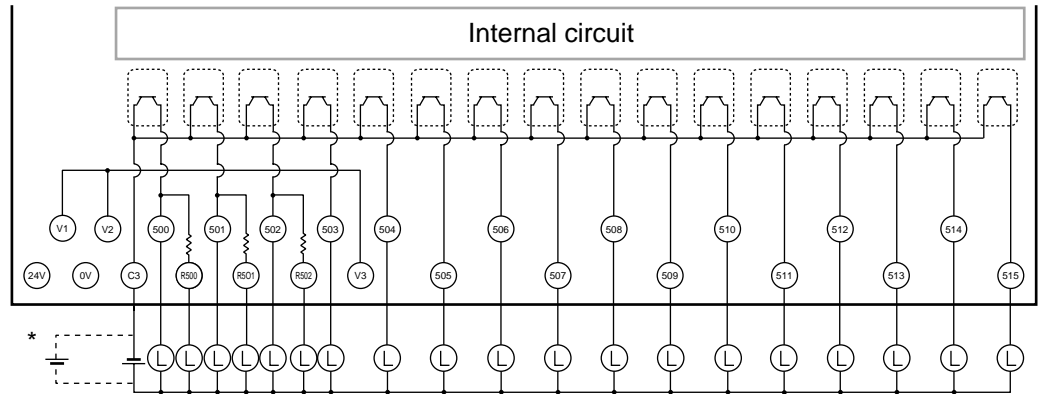 Internal circuit
V1 V2 500 501 502 503 504 506 508 510 512 514
24V 0V C3 R500 R501 R502 V3 505 507 509 511 513 515
*
L L L L L L L L L L L L L L L L L L L